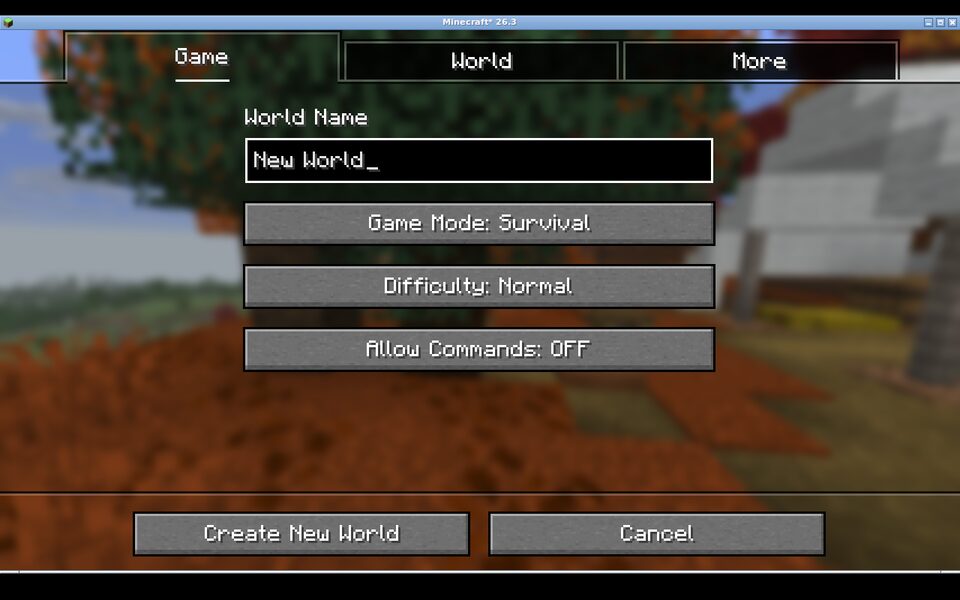 Minecraft* 26.3
Game
World
More
World Name
New World_
Game Mode: Survival
Difficulty: Normal
Allow Commands: OFF
Create New World
Cancel